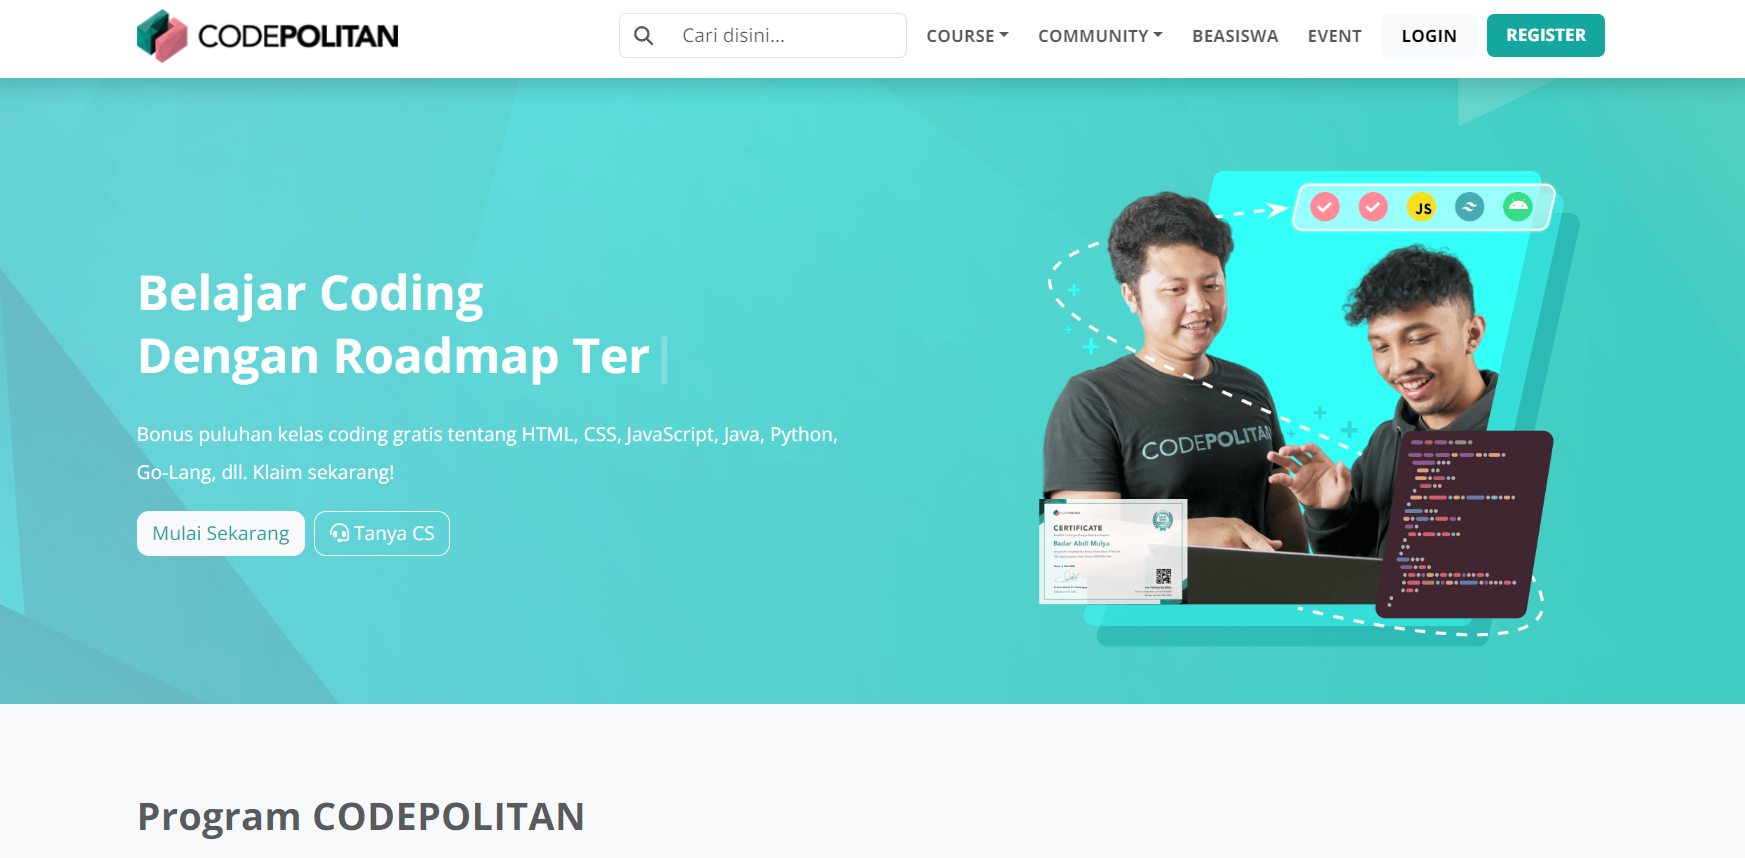 CODEPOLITAN
Cari disini...
COURSE
COMMUNITY
BEASISWA
EVENT
LOGIN
REGISTER
Belajar Coding
Dengan Roadmap Ter
Bonus puluhan kelas coding gratis tentang HTML, CSS, JavaScript, Java, Python,
Go-Lang, dll. Klaim sekarang!
Mulai Sekarang
Tanya CS
JS
CODEPOLITAN
CERTIFICATE
Badar Abdi Mulya
Program CODEPOLITAN